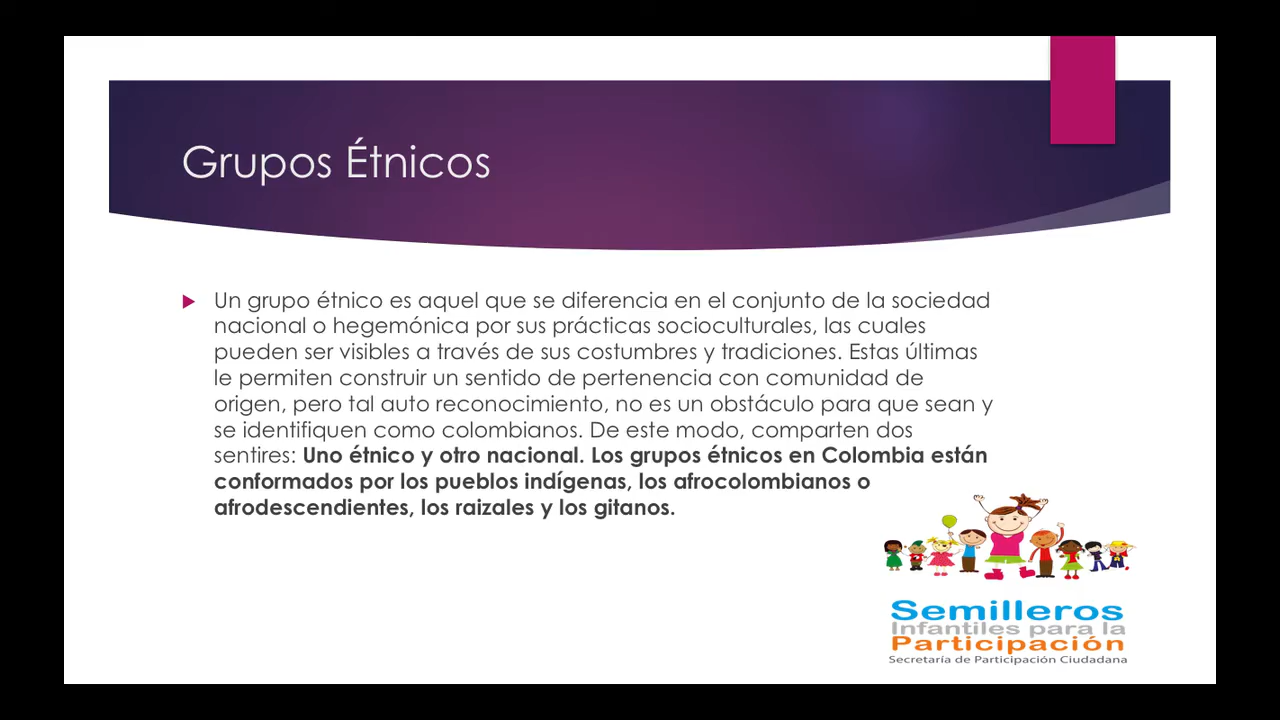 Grupos Étnicos
Un grupo étnico es aquel que se diferencia en el conjunto de la sociedad
nacional o hegemónica por sus prácticas socioculturales, las cuales
pueden ser visibles a través de sus costumbres y tradiciones. Estas últimas
le permiten construir un sentido de pertenencia con comunidad de
origen, pero tal auto reconocimiento, no es un obstáculo para que sean y
se identifiquen como colombianos. De este modo, comparten dos
sentires: Uno étnico y otro nacional. Los grupos étnicos en Colombia están
conformados por los pueblos indígenas, los afrocolombianos o
afrodescendientes, los raizales y los gitanos.
Semilleros
Infantiles para la
Participación
Secretaría de Participación Ciudadana